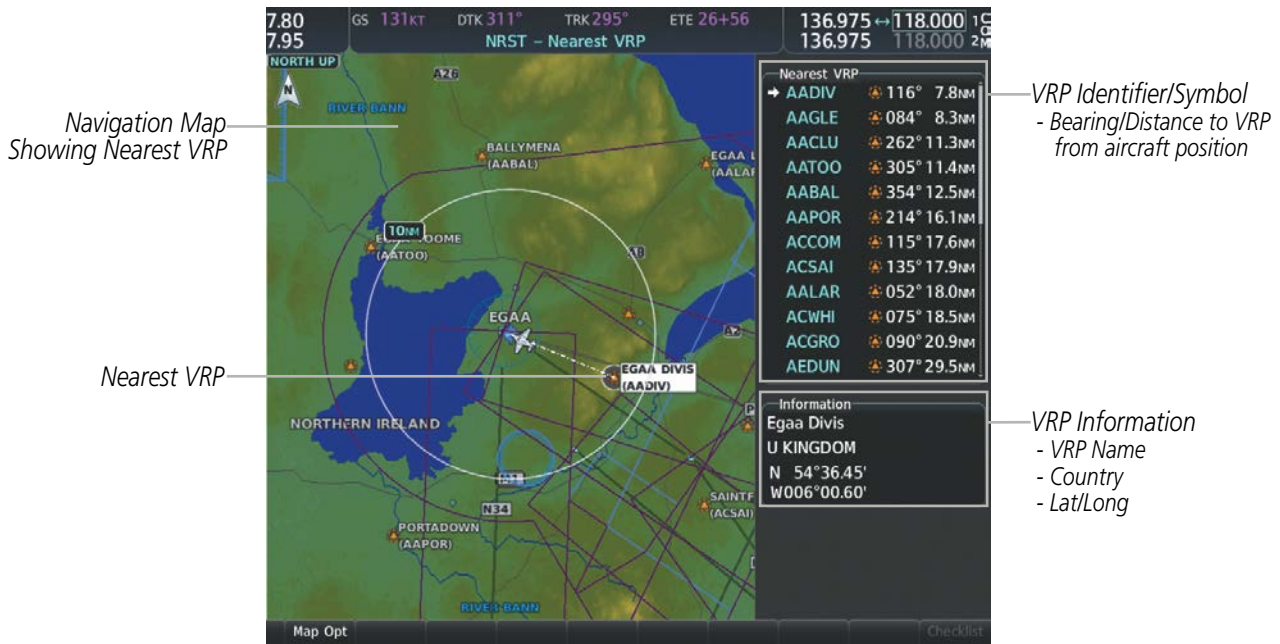 7.80 GS 131KT DTK 311° TRK 295° ETE 26+56 136.975 ↔ 118.000 1
7.95 NRST – Nearest VRP 136.975 118.000 2
NORTH UP
N
A26
RIVER BANN
BALLYMENA
(AABAL)
10NM
(AATOO)
A8
EGAA
A2
EGAA DIVIS
(AADIV)
NORTHERN IRELAND
N34
(ACSAI)
PORTADOWN
(AAPOR)
RIVER BANN
Nearest VRP
AADIV 116° 7.8NM
AAGLE 084° 8.3NM
AACLU 262° 11.3NM
AATOO 305° 11.4NM
AABAL 354° 12.5NM
AAPOR 214° 16.1NM
ACCOM 115° 17.6NM
ACSAI 135° 17.9NM
AALAR 052° 18.0NM
ACWHI 075° 18.5NM
ACGRO 090° 20.9NM
AEDUN 307° 29.5NM
Information
Egaa Divis
U KINGDOM
N 54°36.45'
W006°00.60'
Map Opt Checklist
Navigation Map
Showing Nearest VRP
Nearest VRP
VRP Identifier/Symbol
- Bearing/Distance to VRP
from aircraft position
VRP Information
- VRP Name
- Country
- Lat/Long